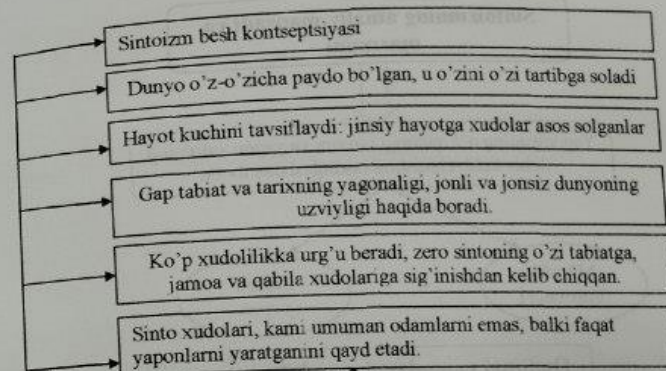 Sintoizm besh kontseptsiyasi
Dunyo o’z-o’zicha paydo bo’lgan, u o’zini o’zi tartibga soladi
Hayot kuchini tavsiflaydi: jinsiy hayotga xudolar asos solganlar
Gap tabiat va tarixning yagonaligi, jonli va jonsiz dunyoning
uzviyligi haqida boradi.
Ko’p xudolilikka urg’u beradi, zero sintoning o’zi tabiatga,
jamoa va qabila xudolariga sig’inishdan kelib chiqqan.
Sinto xudolari, kami umuman odamlarni emas, balki faqat
yaponlarni yaratganini qayd etadi.